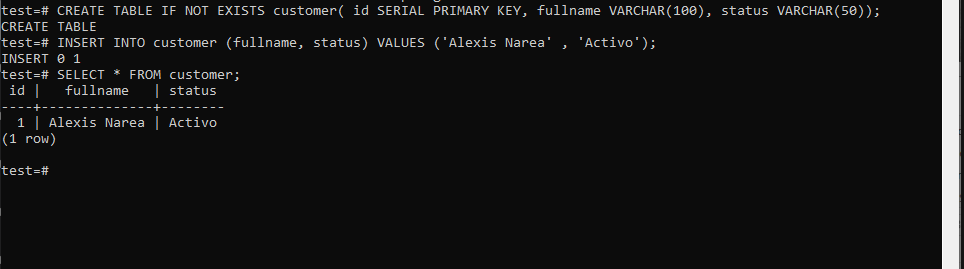 test=# CREATE TABLE IF NOT EXISTS customer( id SERIAL PRIMARY KEY, fullname VARCHAR(100), status VARCHAR(50));
CREATE TABLE
test=# INSERT INTO customer (fullname, status) VALUES ('Alexis Narea' , 'Activo');
INSERT 0 1
test=# SELECT * FROM customer;
 id |   fullname   | status
----+--------------+--------
  1 | Alexis Narea | Activo
(1 row)
test=#